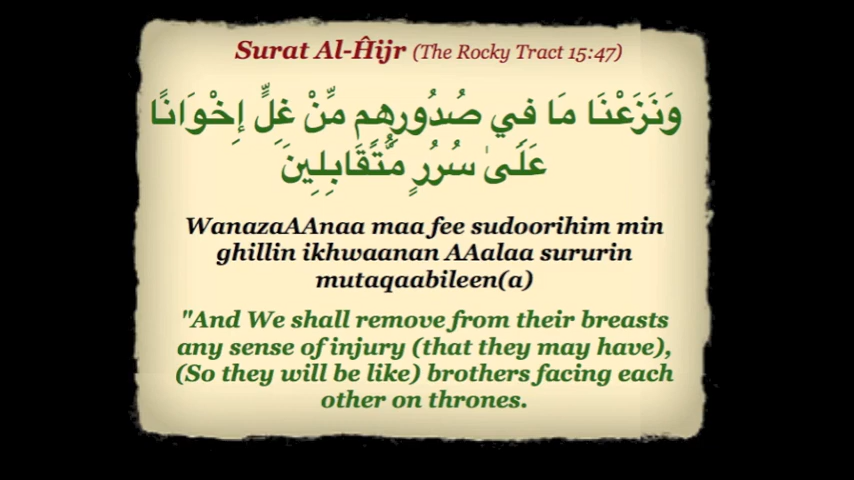 Surat Al-Ĥijr (The Rocky Tract 15:47)
وَنَزَعْنَا مَا فِي صُدُورِهِم مِّنْ غِلٍّ إِخْوَانًا
عَلَىٰ سُرُرٍ مُّتَقَابِلِينَ
WanazaAAnaa maa fee sudoorihim min
ghillin ikhwaanan AAalaa sururin
mutaqaabileen(a)
"And We shall remove from their breasts
any sense of injury (that they may have),
(So they will be like) brothers facing each
other on thrones.